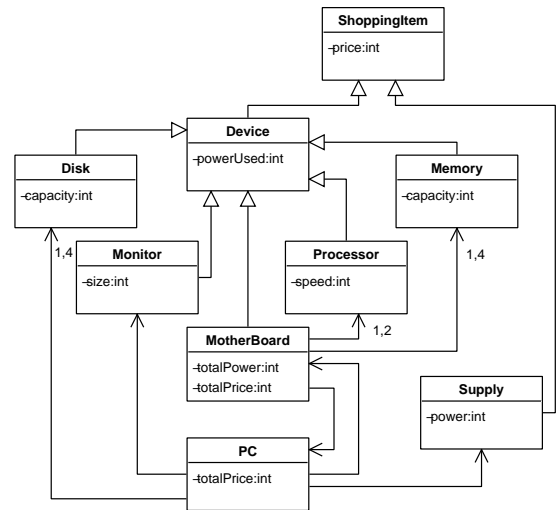 ShoppingItem
-price:int
Device
-powerUsed:int
Disk
-capacity:int
Memory
-capacity:int
1,4
Monitor
-size:int
Processor
-speed:int
1,4
1,2
MotherBoard
-totalPower:int
-totalPrice:int
Supply
-power:int
PC
-totalPrice:int